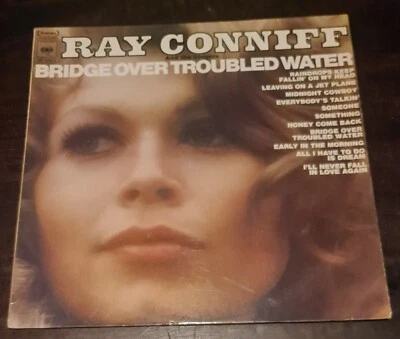 RAY CONNIFF
BRIDGE OVER TROUBLED WATER
RAINDROPS KEEP
FALLIN' ON MY HEAD
LEAVING ON A JET PLANE
MIDNIGHT COWBOY
EVERYBODY'S TALKIN'
SOMEONE
SOMETHING
HONEY COME BACK
BRIDGE OVER
TROUBLED WATER
EARLY IN THE MORNING
ALL I HAVE TO DO
IS DREAM
I'LL NEVER FALL
IN LOVE AGAIN